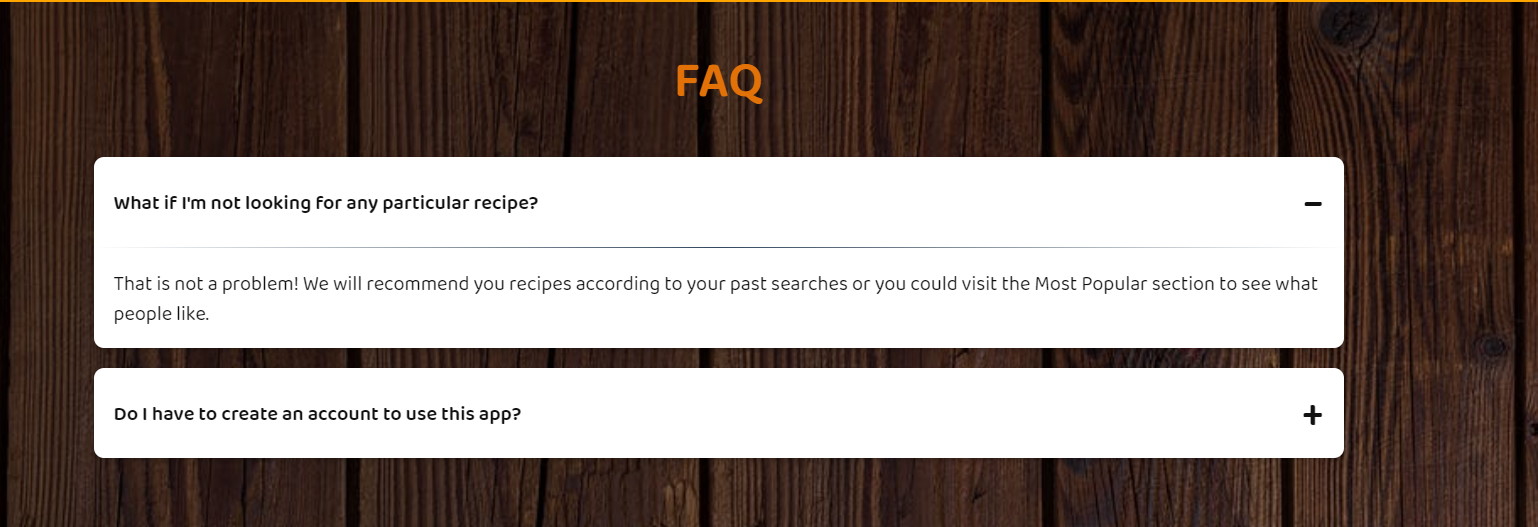 FAQ
What if I'm not looking for any particular recipe?
That is not a problem! We will recommend you recipes according to your past searches or you could visit the Most Popular section to see what
people like.
Do I have to create an account to use this app?